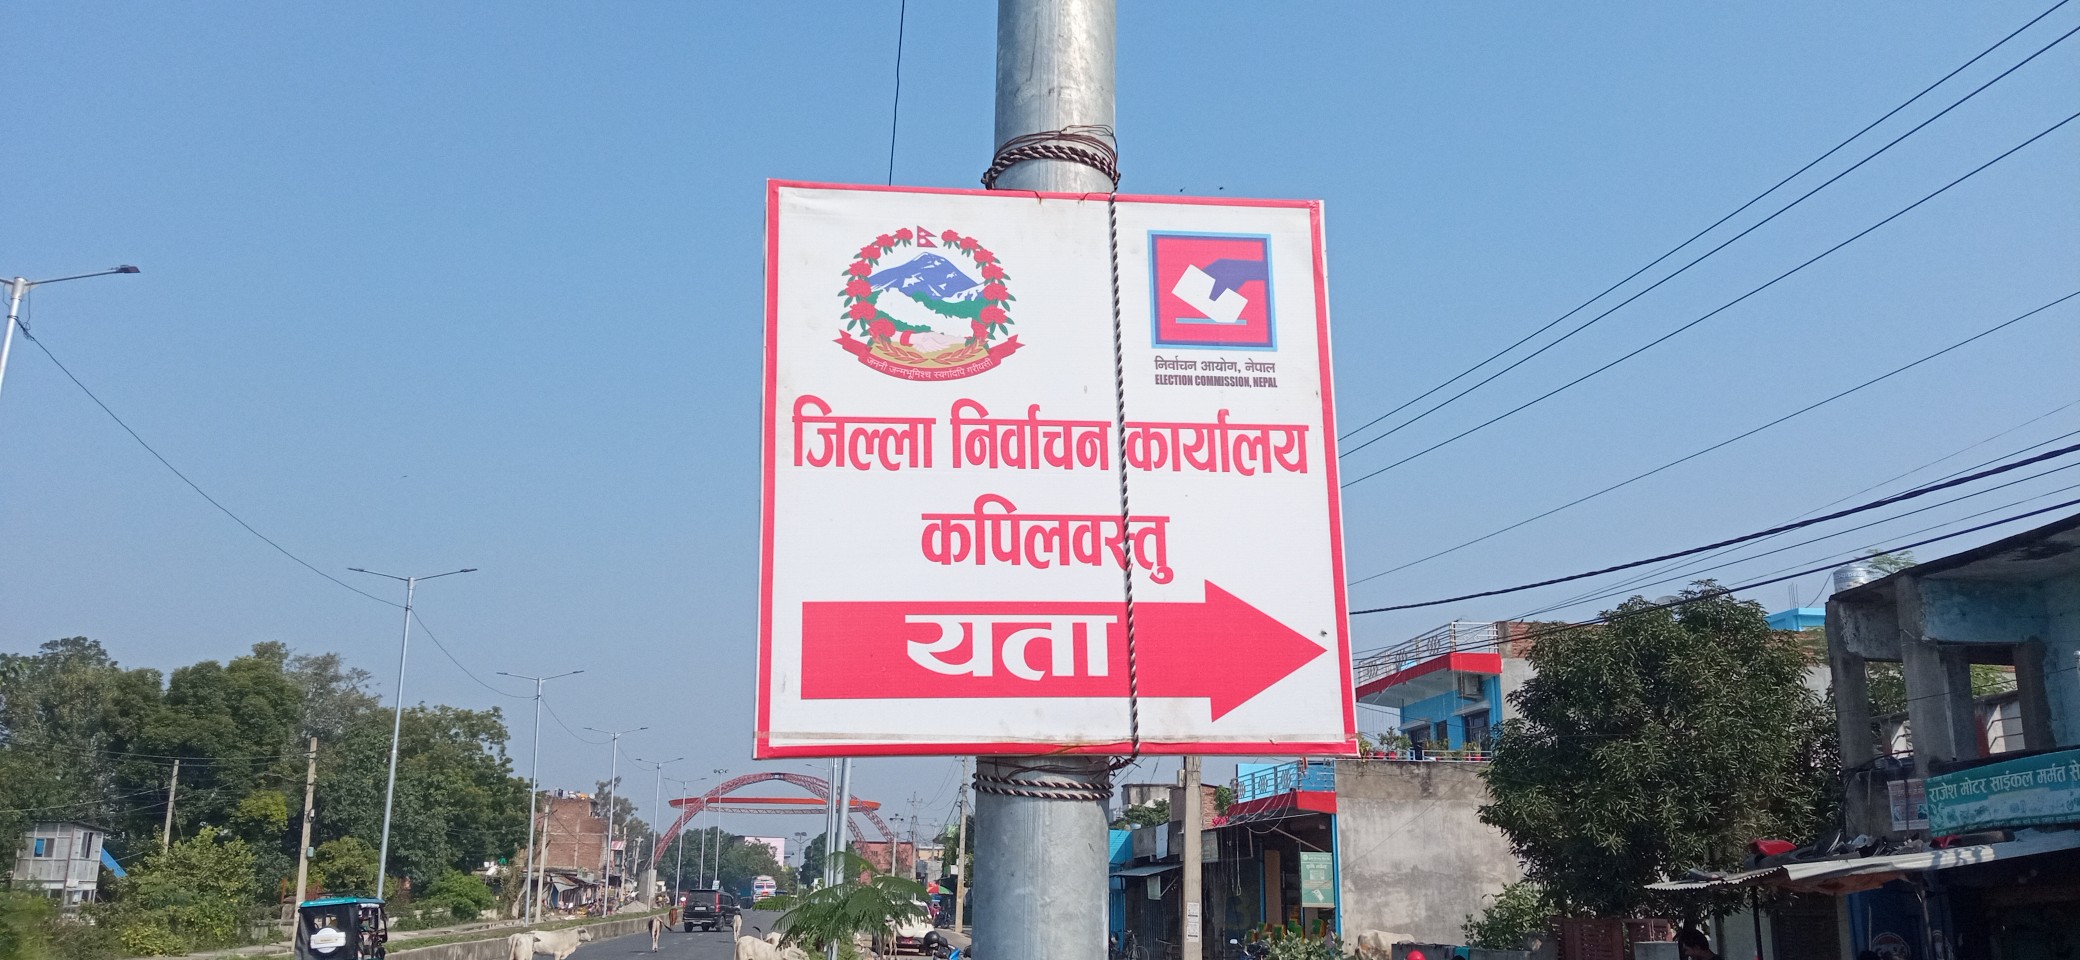 जननी जन्मभूमिश्च स्वर्गादपि गरीयसी
निर्वाचन आयोग, नेपाल
ELECTION COMMISSION, NEPAL
जिल्ला निर्वाचन कार्यालय
कपिलवस्तु
यता
राजेश मोटर साईकल मर्मत से